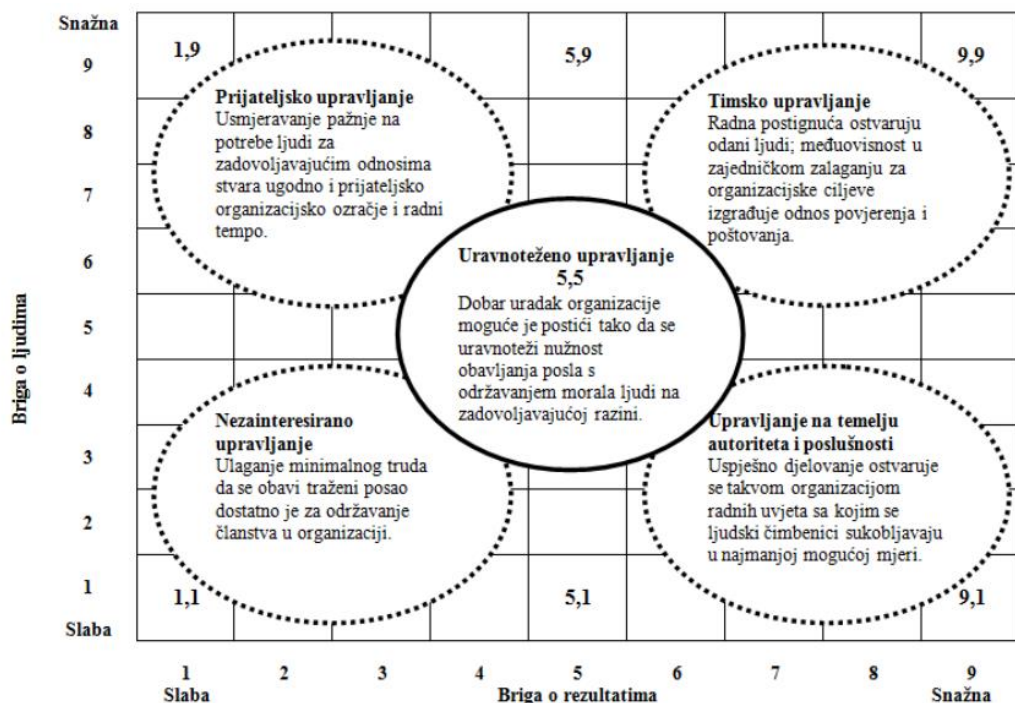 Snažna
9
8
7
6
5
4
3
2
1
Slaba
Briga o ljudima
1,9
5,9
9,9
Prijateljsko upravljanje
Usmjeravanje pažnje na
potrebe ljudi za
zadovoljavajućim odnosima
stvara ugodno i prijateljsko
organizacijsko ozračje i radni
tempo.
Timsko upravljanje
Radna postignuća ostvaruju
odani ljudi; međuovisnost u
zajedničkom zalaganju za
organizacijske ciljeve
izgrađuje odnos povjerenja i
poštovanja.
Uravnoteženo upravljanje
5,5
Dobar uradak organizacije
moguće je postići tako da se
uravnoteži nužnost
obavljanja posla s
održavanjem morala ljudi na
zadovoljavajućoj razini.
Nezainteresirano
upravljanje
Ulaganje minimalnog truda
da se obavi traženi posao
dostatno je za održavanje
članstva u organizaciji.
Upravljanje na temelju
autoriteta i poslušnosti
Uspješno djelovanje ostvaruje
se takvom organizacijom
radnih uvjeta sa kojim se
ljudski čimbenici sukobljavaju
u najmanjoj mogućoj mjeri.
1,1
5,1
9,1
1 2 3 4 5 6 7 8 9
Slaba Briga o rezultatima Snažna